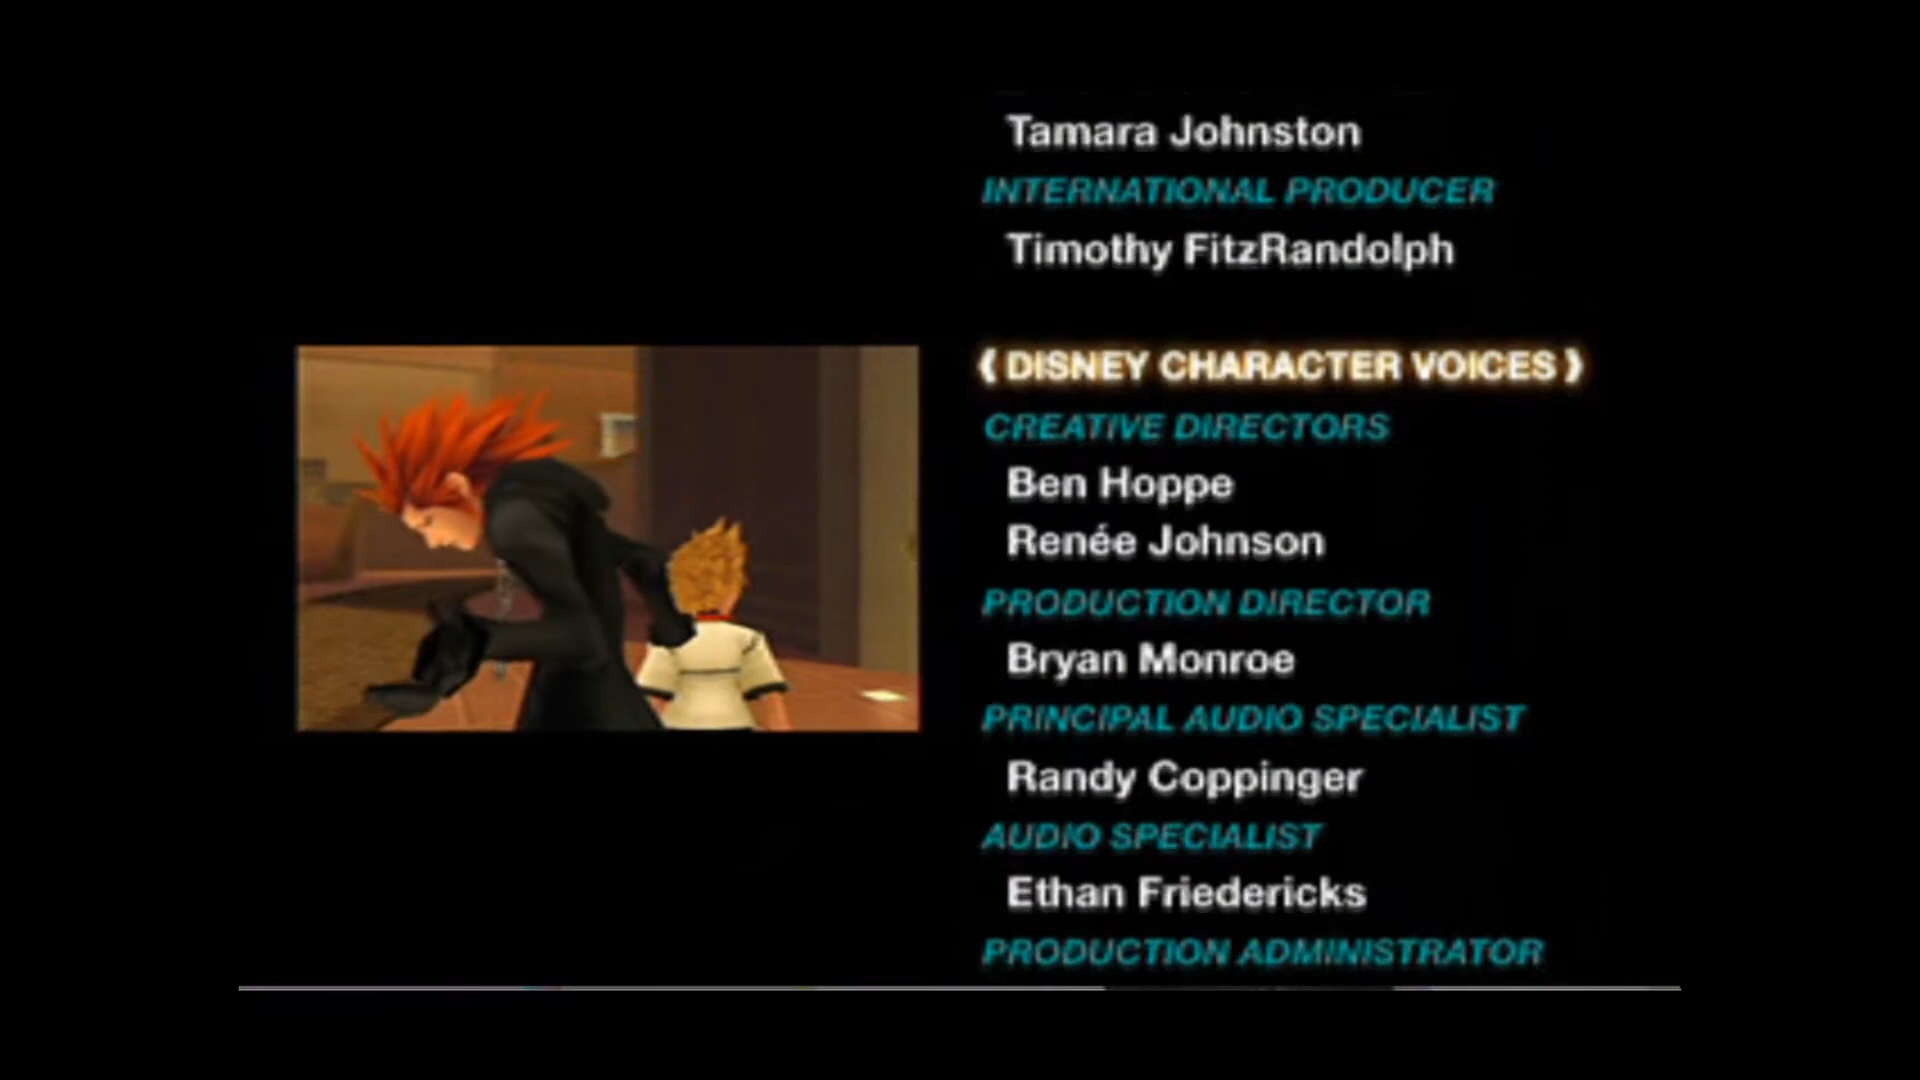 Tamara Johnston
INTERNATIONAL PRODUCER
Timothy FitzRandolph
❰ DISNEY CHARACTER VOICES ❱
CREATIVE DIRECTORS
Ben Hoppe
Renée Johnson
PRODUCTION DIRECTOR
Bryan Monroe
PRINCIPAL AUDIO SPECIALIST
Randy Coppinger
AUDIO SPECIALIST
Ethan Friedericks
PRODUCTION ADMINISTRATOR